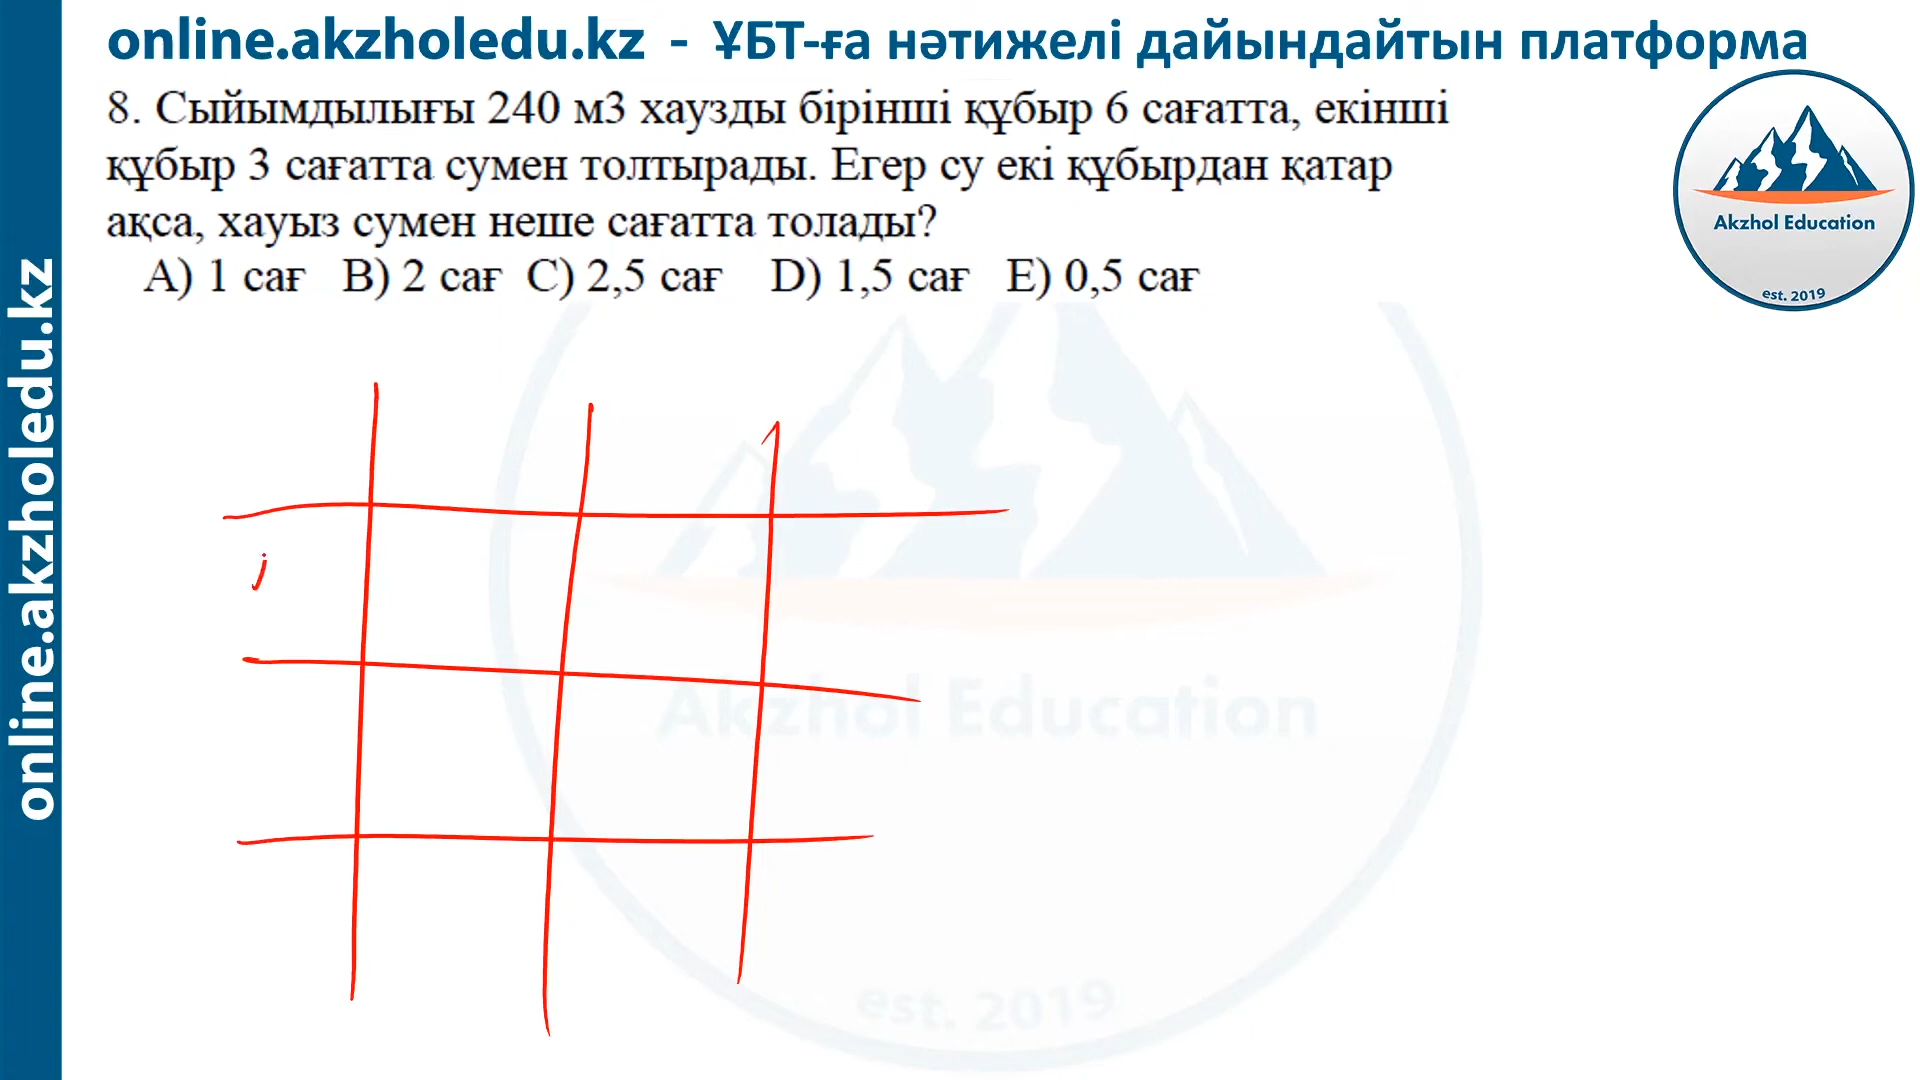 online.akzholedu.kz - ҰБТ-ға нәтижелі дайындайтын платформа
8. Сыйымдылығы 240 м3 хаузды бірінші құбыр 6 сағатта, екінші
құбыр 3 сағатта сумен толтырады. Егер су екі құбырдан қатар
ақса, хауыз сумен неше сағатта толады?
A) 1 сағ B) 2 сағ C) 2,5 сағ D) 1,5 сағ E) 0,5 сағ
Akzhol Education
est. 2019
online.akzholedu.kz
Akzhol Education
est. 2019